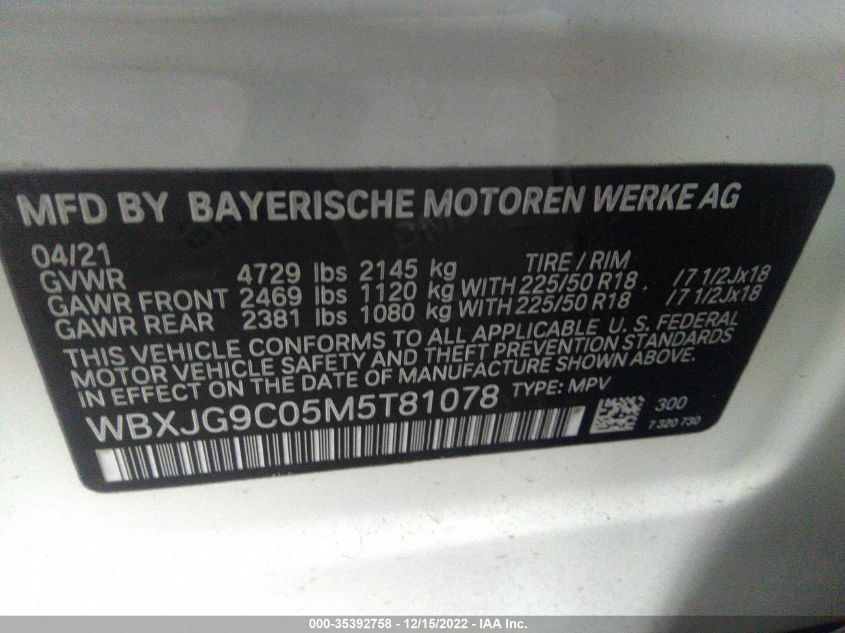 MFD BY BAYERISCHE MOTOREN WERKE AG
04/21 TIRE / RIM
GVWR 4729 lbs 2145 kg
GAWR FRONT 2469 lbs 1120 kg WITH 225/50 R18 / 7 1/2Jx18
GAWR REAR 2381 lbs 1080 kg WITH 225/50 R18 / 7 1/2Jx18
THIS VEHICLE CONFORMS TO ALL APPLICABLE U. S. FEDERAL
MOTOR VEHICLE SAFETY AND THEFT PREVENTION STANDARDS
IN EFFECT ON THE DATE OF MANUFACTURE SHOWN ABOVE.
WBXJG9C05M5T81078 TYPE: MPV
300
7 320 730
000-35392758 - 12/15/2022 - IAA Inc.